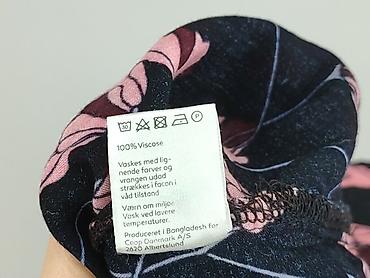 30 P
100% Viscose
Vaskes med lig-
nende farver og
vrangen udad
strækkes i facon i
våd tilstand
Værn om miljøet
Vask ved lavere
temperaturer.
Produceret i Bangladesh for
Coop Danmark A/S
2620 Albertslund